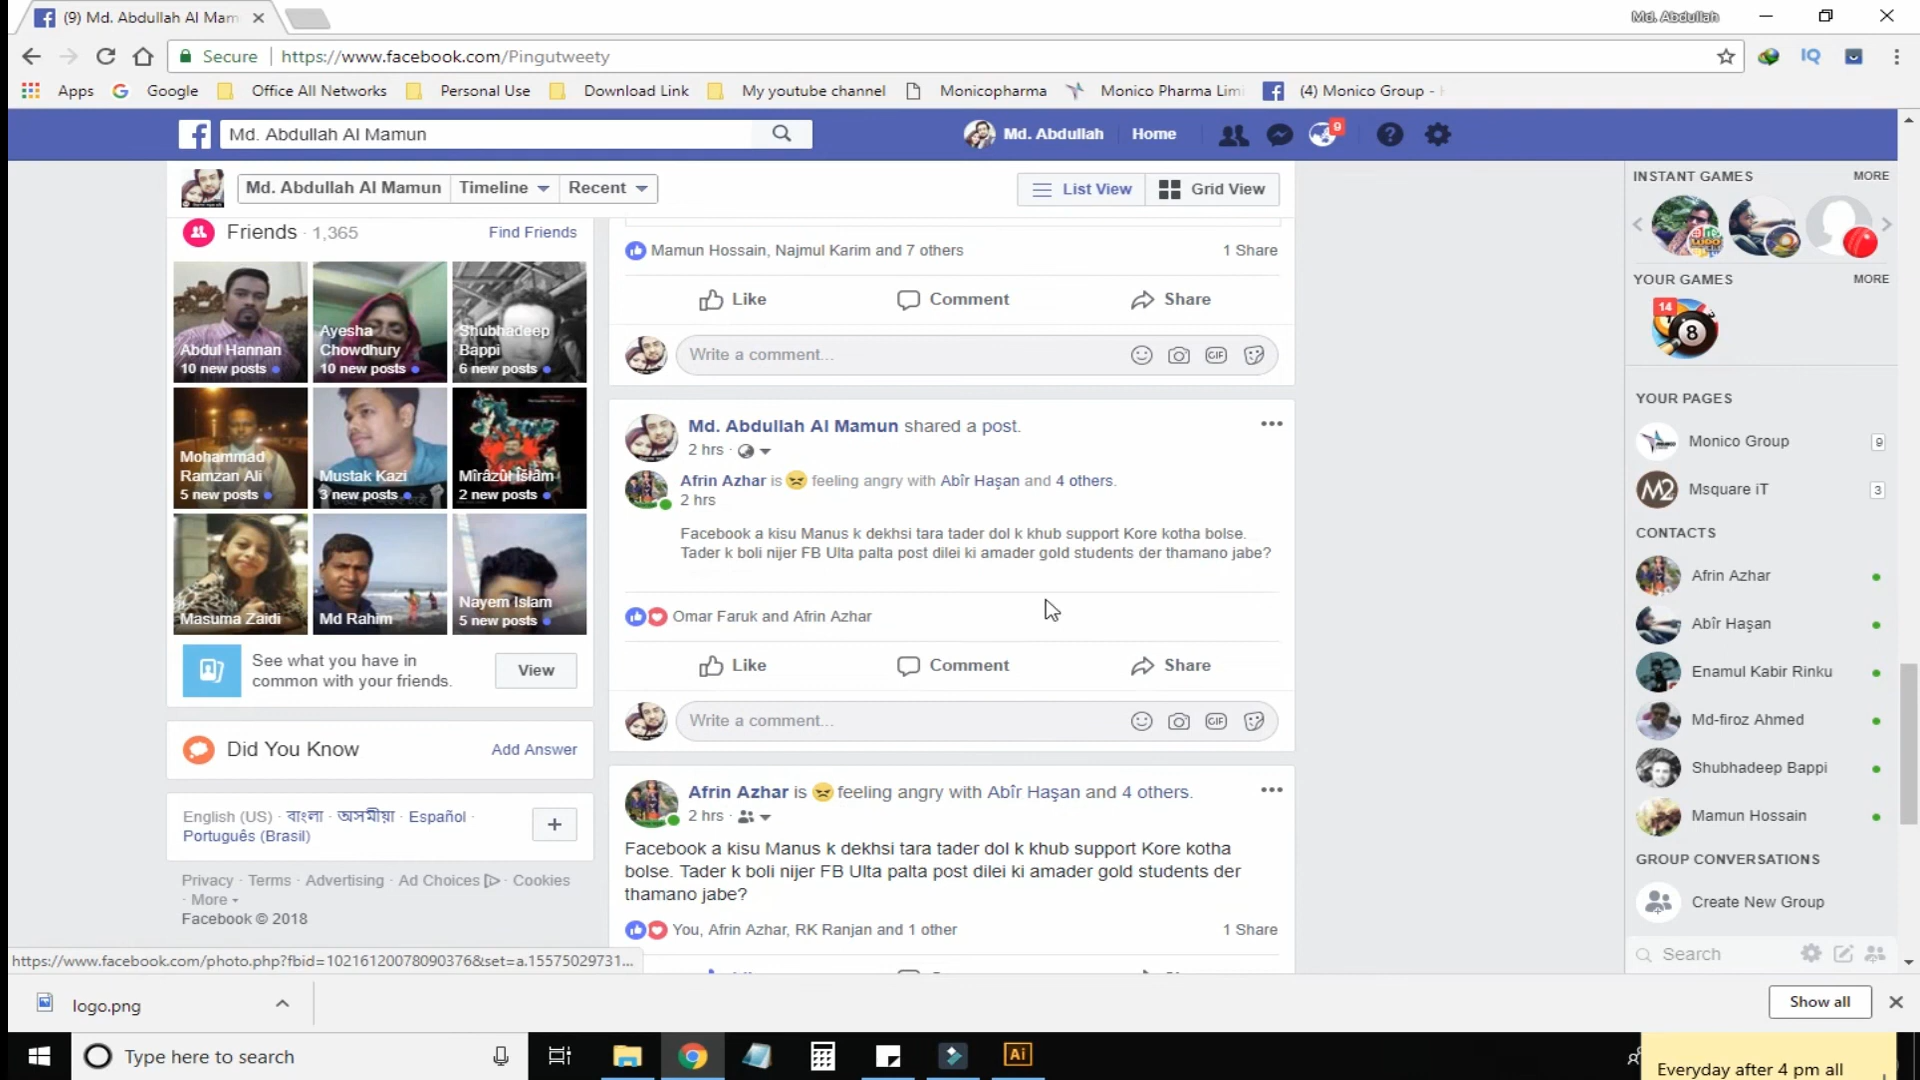 (9) Md. Abdullah Al Mam
Md. Abdullah
Secure
https://www.facebook.com/Pingutweety
IQ
Apps
Google
Office All Networks
Personal Use
Download Link
My youtube channel
Monicopharma
Monico Pharma Lim
(4) Monico Group -
Md. Abdullah Al Mamun
Md. Abdullah
Home
9
Md. Abdullah Al Mamun
Timeline
Recent
List View
Grid View
Friends · 1,365
Find Friends
Abdul Hannan
10 new posts
Ayesha
Chowdhury
10 new posts
Shubhadeep
Bappi
6 new posts
Mohammad
Ramzan Ali
5 new posts
Mustak Kazi
3 new posts
Mîrâzûl Îslâm
2 new posts
Masuma Zaidi
Md Rahim
Nayem Islam
5 new posts
See what you have in
common with your friends.
View
Did You Know
Add Answer
English (US) · বাংলা · অসমীয়া · Español ·
Português (Brasil)
Privacy · Terms · Advertising · Ad Choices · Cookies
· More
Facebook © 2018
Mamun Hossain, Najmul Karim and 7 others
1 Share
Like
Comment
Share
Write a comment...
GIF
Md. Abdullah Al Mamun shared a post.
2 hrs ·
Afrin Azhar is feeling angry with Abîr Haşan and 4 others.
2 hrs
Facebook a kisu Manus k dekhsi tara tader dol k khub support Kore kotha bolse.
Tader k boli nijer FB Ulta palta post dilei ki amader gold students der thamano jabe?
Omar Faruk and Afrin Azhar
Like
Comment
Share
Write a comment...
GIF
Afrin Azhar is feeling angry with Abîr Haşan and 4 others.
2 hrs ·
Facebook a kisu Manus k dekhsi tara tader dol k khub support Kore kotha
bolse. Tader k boli nijer FB Ulta palta post dilei ki amader gold students der
thamano jabe?
You, Afrin Azhar, RK Ranjan and 1 other
1 Share
INSTANT GAMES
MORE
YOUR GAMES
MORE
14
8
YOUR PAGES
Monico Group
9
M2
Msquare iT
3
CONTACTS
Afrin Azhar
Abîr Haşan
Enamul Kabir Rinku
Md-firoz Ahmed
Shubhadeep Bappi
Mamun Hossain
GROUP CONVERSATIONS
Create New Group
Search
https://www.facebook.com/photo.php?fbid=10216120078090376&set=a.15575029731...
logo.png
Show all
Type here to search
Ai
Everyday after 4 pm all